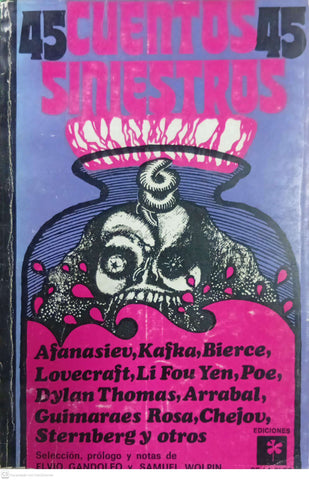 45 CUENTOS 45
SINIESTROS
Afanasiev, Kafka, Bierce,
Lovecraft, Li Fou Yen, Poe,
Dylan Thomas, Arrabal,
Guimaraes Rosa, Chejov,
Sternberg y otros
EDICIONES
Selección, prólogo y notas de
ELVIO GANDOLFO y SAMUEL WOLPIN